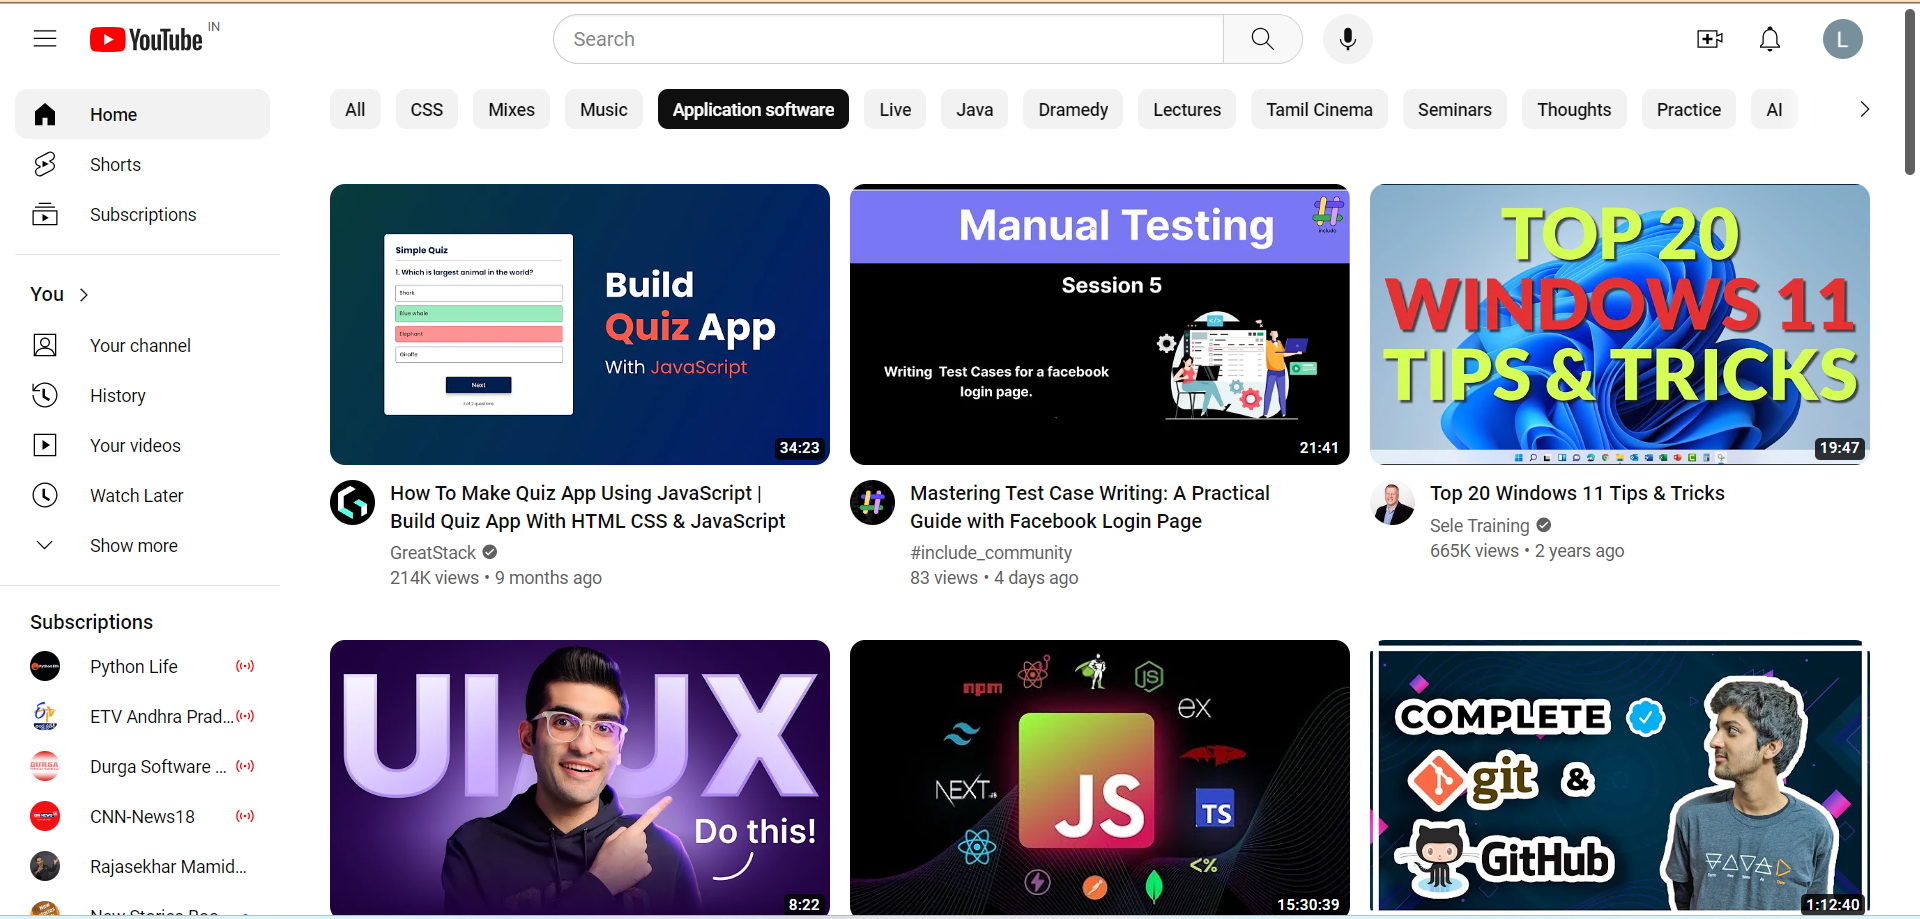 YouTube IN
Search
L
Home
Shorts
Subscriptions
You
Your channel
History
Your videos
Watch Later
Show more
Subscriptions
Python Life
ETV Andhra Prad...
Durga Software ...
CNN-News18
Rajasekhar Mamid...
All
CSS
Mixes
Music
Application software
Live
Java
Dramedy
Lectures
Tamil Cinema
Seminars
Thoughts
Practice
AI
Simple Quiz
1. Which is largest animal in the world?
Shark
Blue whale
Elephant
Giraffe
Next
2 of 2 questions
Build
Quiz App
With JavaScript
34:23
How To Make Quiz App Using JavaScript |
Build Quiz App With HTML CSS & JavaScript
GreatStack
214K views • 9 months ago
Manual Testing
include
Session 5
Writing Test Cases for a facebook
login page.
21:41
Mastering Test Case Writing: A Practical
Guide with Facebook Login Page
#include_community
83 views • 4 days ago
TOP 20
WINDOWS 11
TIPS & TRICKS
19:47
Top 20 Windows 11 Tips & Tricks
Sele Training
665K views • 2 years ago
UI UX
Do this!
8:22
npm
JS
ex
NEXT.JS
JS
TS
<%
15:30:39
COMPLETE
git &
GitHub
1:12:40